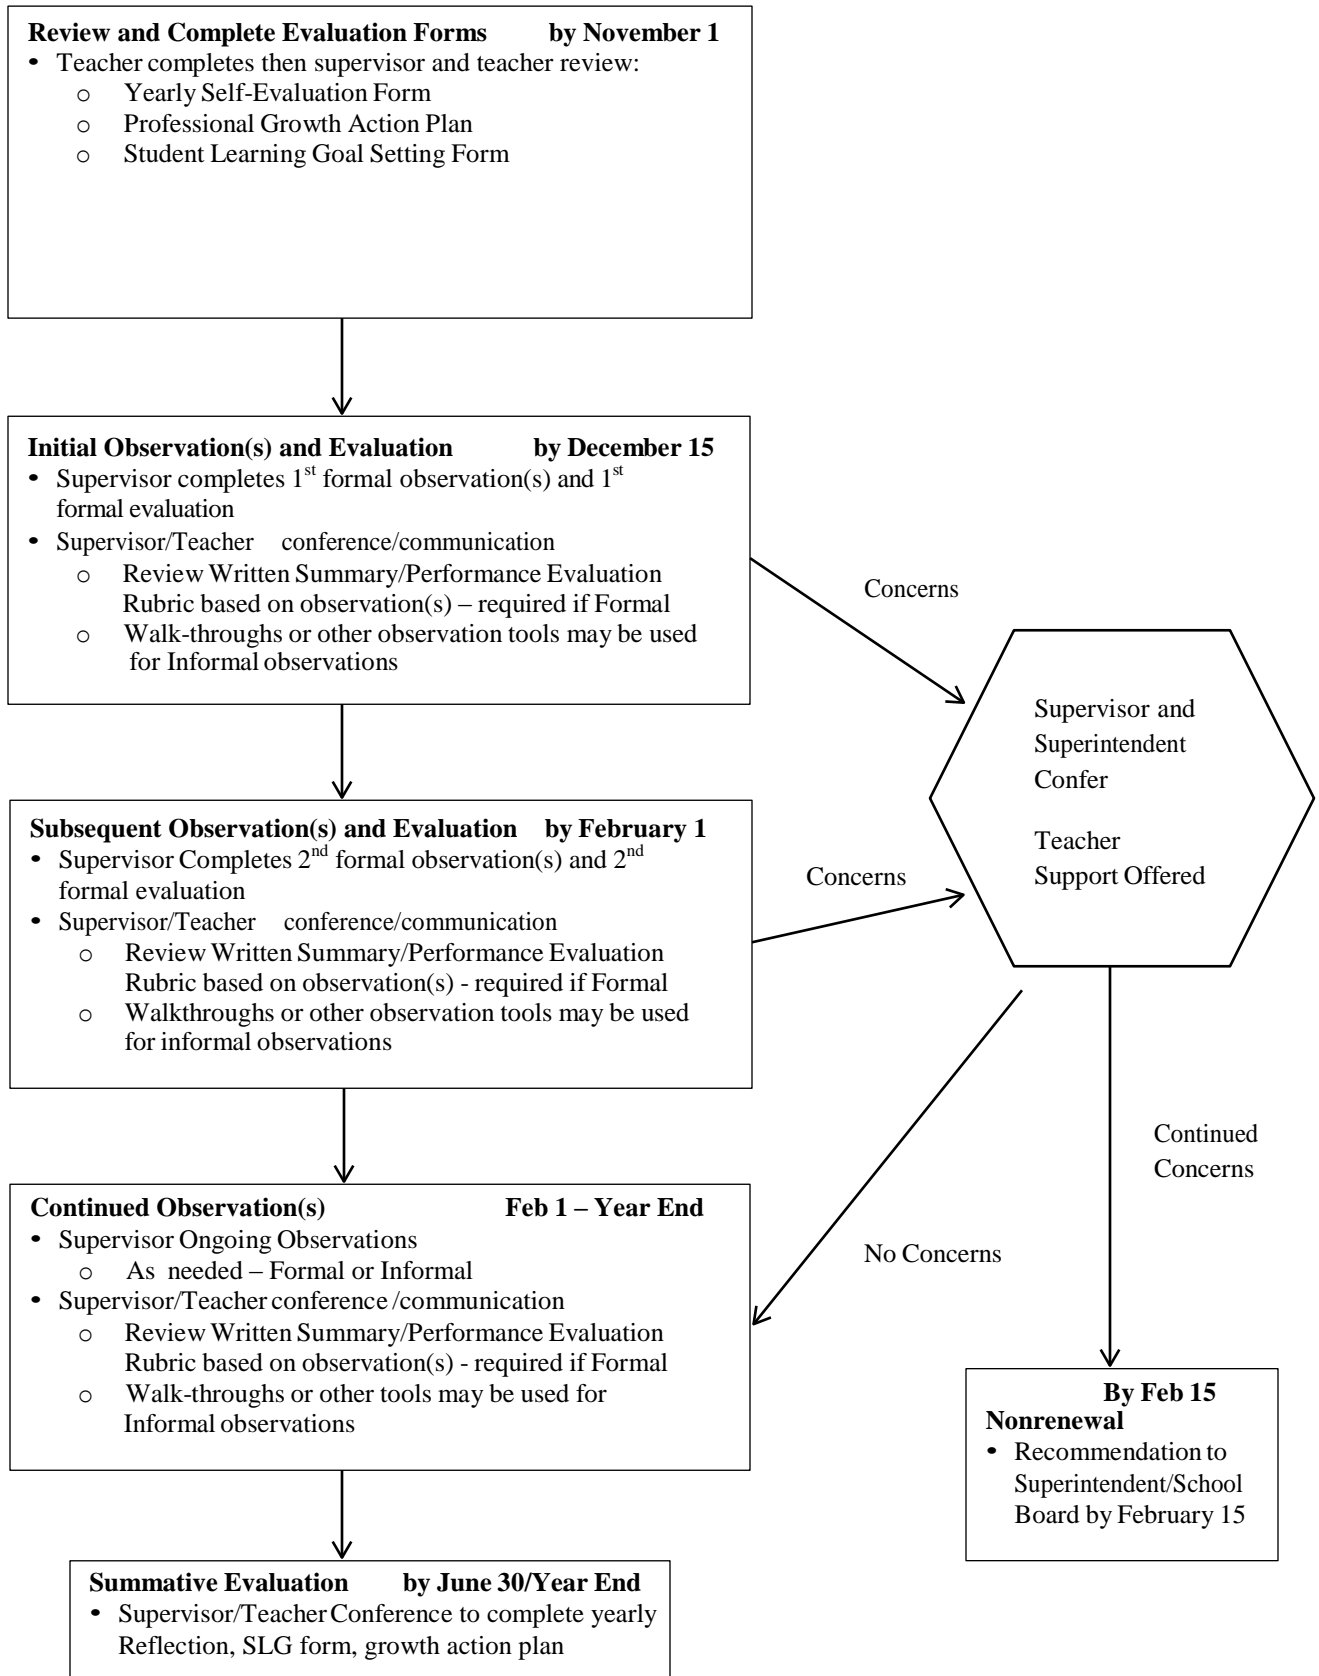 Review and Complete Evaluation Forms by November 1
• Teacher completes then supervisor and teacher review:
o Yearly Self-Evaluation Form
o Professional Growth Action Plan
o Student Learning Goal Setting Form
Initial Observation(s) and Evaluation by December 15
• Supervisor completes 1st formal observation(s) and 1st
formal evaluation
• Supervisor/Teacher conference/communication
o Review Written Summary/Performance Evaluation
Rubric based on observation(s) – required if Formal
o Walk-throughs or other observation tools may be used
for Informal observations
Concerns
Supervisor and
Superintendent
Confer
Teacher
Support Offered
Subsequent Observation(s) and Evaluation by February 1
• Supervisor Completes 2nd formal observation(s) and 2nd
formal evaluation
• Supervisor/Teacher conference/communication
o Review Written Summary/Performance Evaluation
Rubric based on observation(s) - required if Formal
o Walkthroughs or other observation tools may be used
for informal observations
Concerns
Continued
Concerns
No Concerns
Continued Observation(s) Feb 1 – Year End
• Supervisor Ongoing Observations
o As needed – Formal or Informal
• Supervisor/Teacher conference /communication
o Review Written Summary/Performance Evaluation
Rubric based on observation(s) - required if Formal
o Walk-throughs or other tools may be used for
Informal observations
By Feb 15
Nonrenewal
• Recommendation to
Superintendent/School
Board by February 15
Summative Evaluation by June 30/Year End
• Supervisor/Teacher Conference to complete yearly
Reflection, SLG form, growth action plan